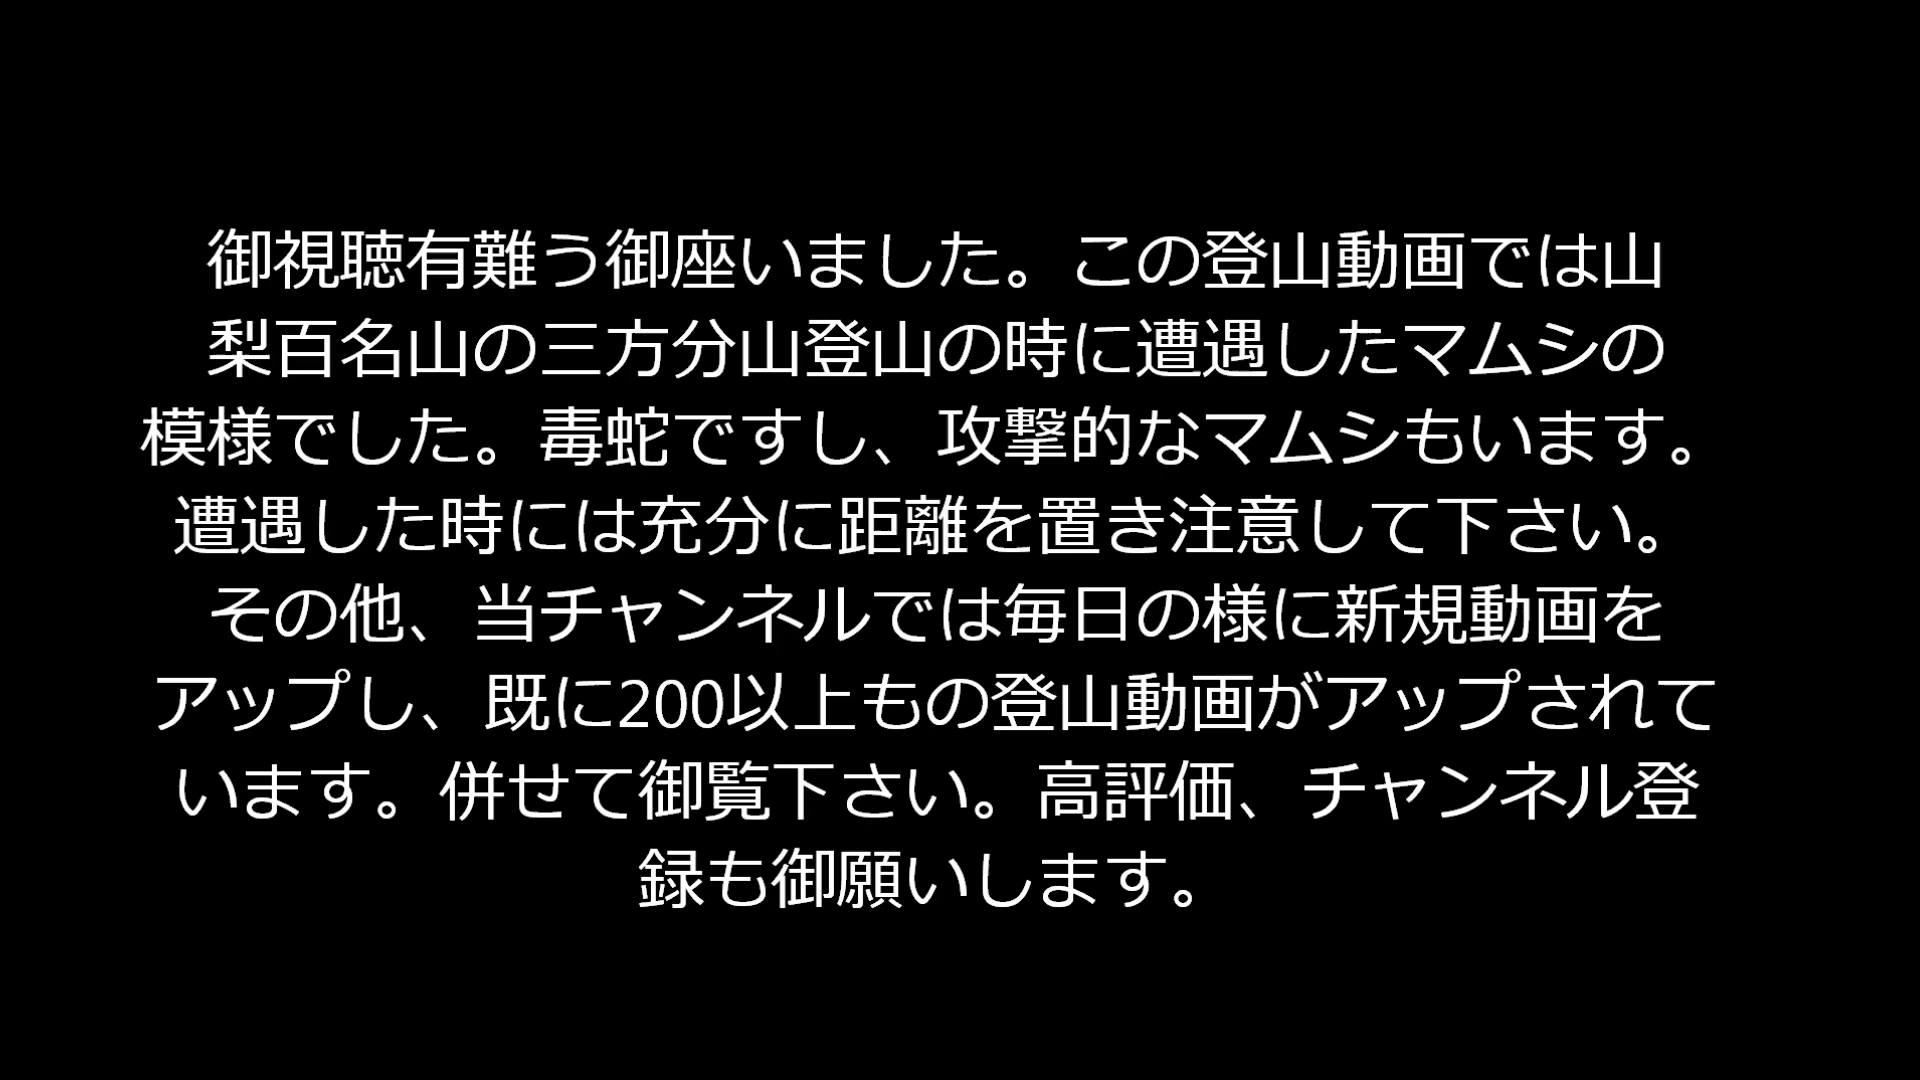 御視聴有難う御座いました。この登山動画では山
梨百名山の三方分山登山の時に遭遇したマムシの
模様でした。毒蛇ですし、攻撃的なマムシもいます。
遭遇した時には充分に距離を置き注意して下さい。
その他、当チャンネルでは毎日の様に新規動画を
アップし、既に200以上もの登山動画がアップされて
います。併せて御覧下さい。高評価、チャンネル登
録も御願いします。